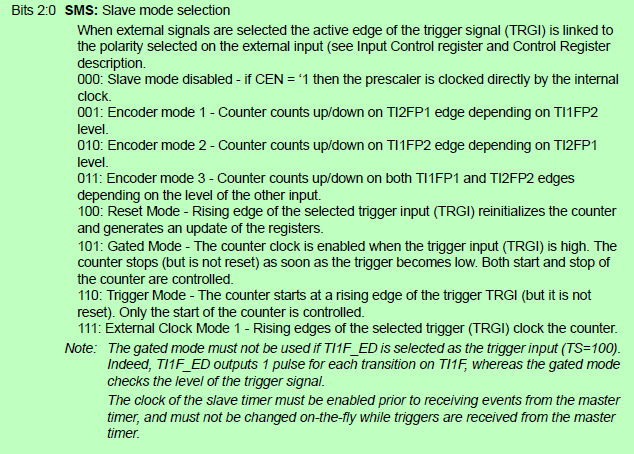 Bits 2:0 SMS: Slave mode selection
When external signals are selected the active edge of the trigger signal (TRGI) is linked to
the polarity selected on the external input (see Input Control register and Control Register
description.
000: Slave mode disabled - if CEN = ‘1 then the prescaler is clocked directly by the internal
clock.
001: Encoder mode 1 - Counter counts up/down on TI2FP1 edge depending on TI1FP2
level.
010: Encoder mode 2 - Counter counts up/down on TI1FP2 edge depending on TI2FP1
level.
011: Encoder mode 3 - Counter counts up/down on both TI1FP1 and TI2FP2 edges
depending on the level of the other input.
100: Reset Mode - Rising edge of the selected trigger input (TRGI) reinitializes the counter
and generates an update of the registers.
101: Gated Mode - The counter clock is enabled when the trigger input (TRGI) is high. The
counter stops (but is not reset) as soon as the trigger becomes low. Both start and stop of
the counter are controlled.
110: Trigger Mode - The counter starts at a rising edge of the trigger TRGI (but it is not
reset). Only the start of the counter is controlled.
111: External Clock Mode 1 - Rising edges of the selected trigger (TRGI) clock the counter.
Note: The gated mode must not be used if TI1F_ED is selected as the trigger input (TS=100).
Indeed, TI1F_ED outputs 1 pulse for each transition on TI1F, whereas the gated mode
checks the level of the trigger signal.
The clock of the slave timer must be enabled prior to receiving events from the master
timer, and must not be changed on-the-fly while triggers are received from the master
timer.